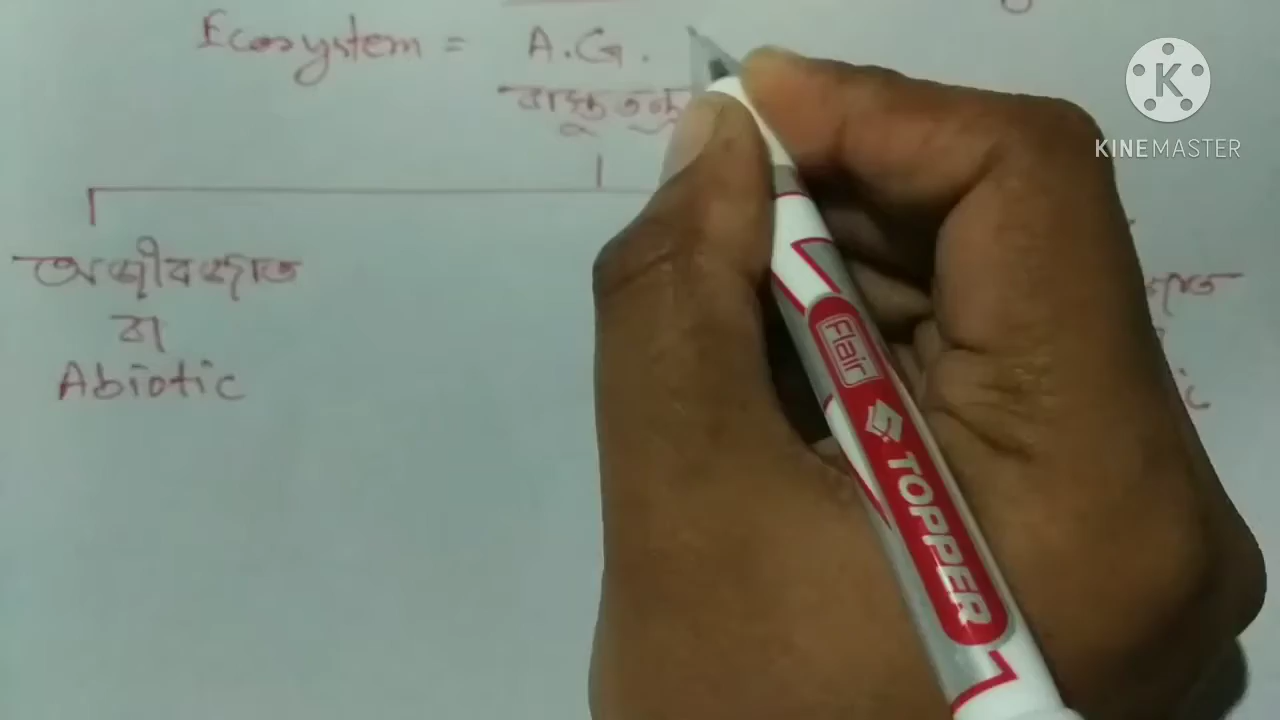 Ecosystem = A.G.
বাস্তুতন্ত্র
অজীবজাত
বা
Abiotic
Flair
TOPPER
K
KINEMASTER